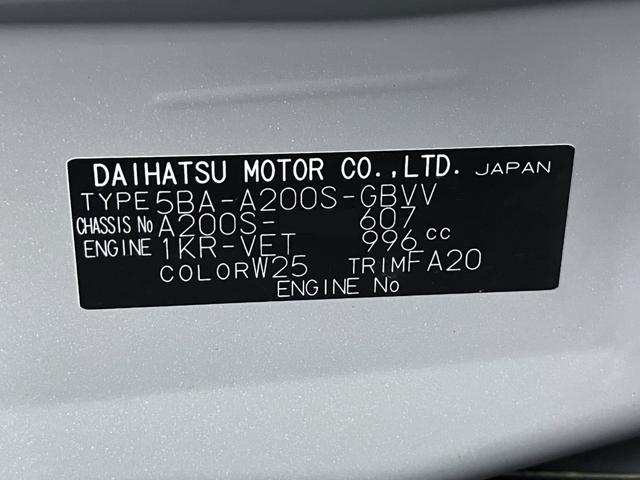 DAIHATSU MOTOR CO.,LTD. JAPAN
TYPE 5BA-A200S-GBVV
CHASSIS No A200S- 607
ENGINE 1KR-VET 996 cc
COLOR W25 TRIM FA20
ENGINE No